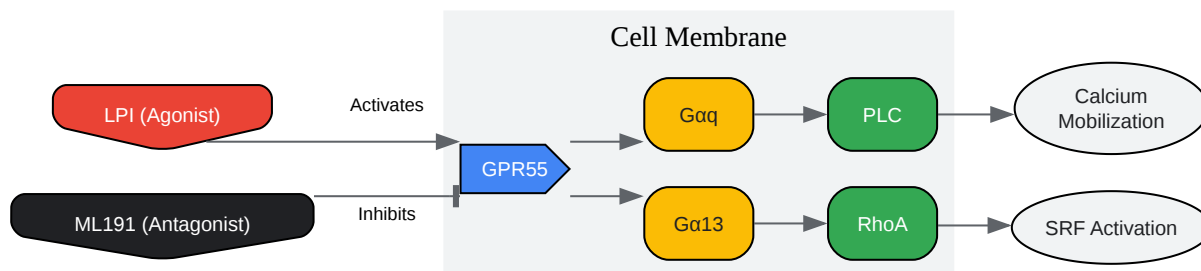 Cell Membrane
LPI (Agonist)
Activates
GPR55
Gαq
PLC
Calcium
Mobilization
ML191 (Antagonist)
Inhibits
Gα13
RhoA
SRF Activation